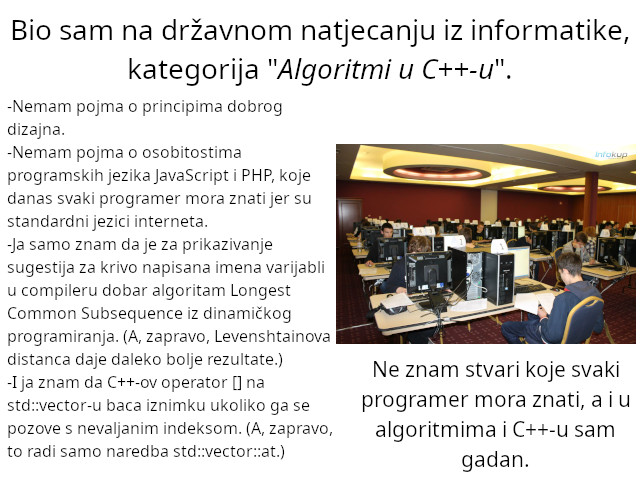 Bio sam na državnom natjecanju iz informatike,
kategorija "Algoritmi u C++-u".
-Nemam pojma o principima dobrog
dizajna.
-Nemam pojma o osobitostima
programskih jezika JavaScript i PHP, koje
danas svaki programer mora znati jer su
standardni jezici interneta.
-Ja samo znam da je za prikazivanje
sugestija za krivo napisana imena varijabli
u compileru dobar algoritam Longest
Common Subsequence iz dinamičkog
programiranja. (A, zapravo, Levenshtainova
distanca daje daleko bolje rezultate.)
-I ja znam da C++-ov operator [] na
std::vector-u baca iznimku ukoliko ga se
pozove s nevaljanim indeksom. (A, zapravo,
to radi samo naredba std::vector::at.)
infokup
Ne znam stvari koje svaki
programer mora znati, a i u
algoritmima i C++-u sam
gadan.